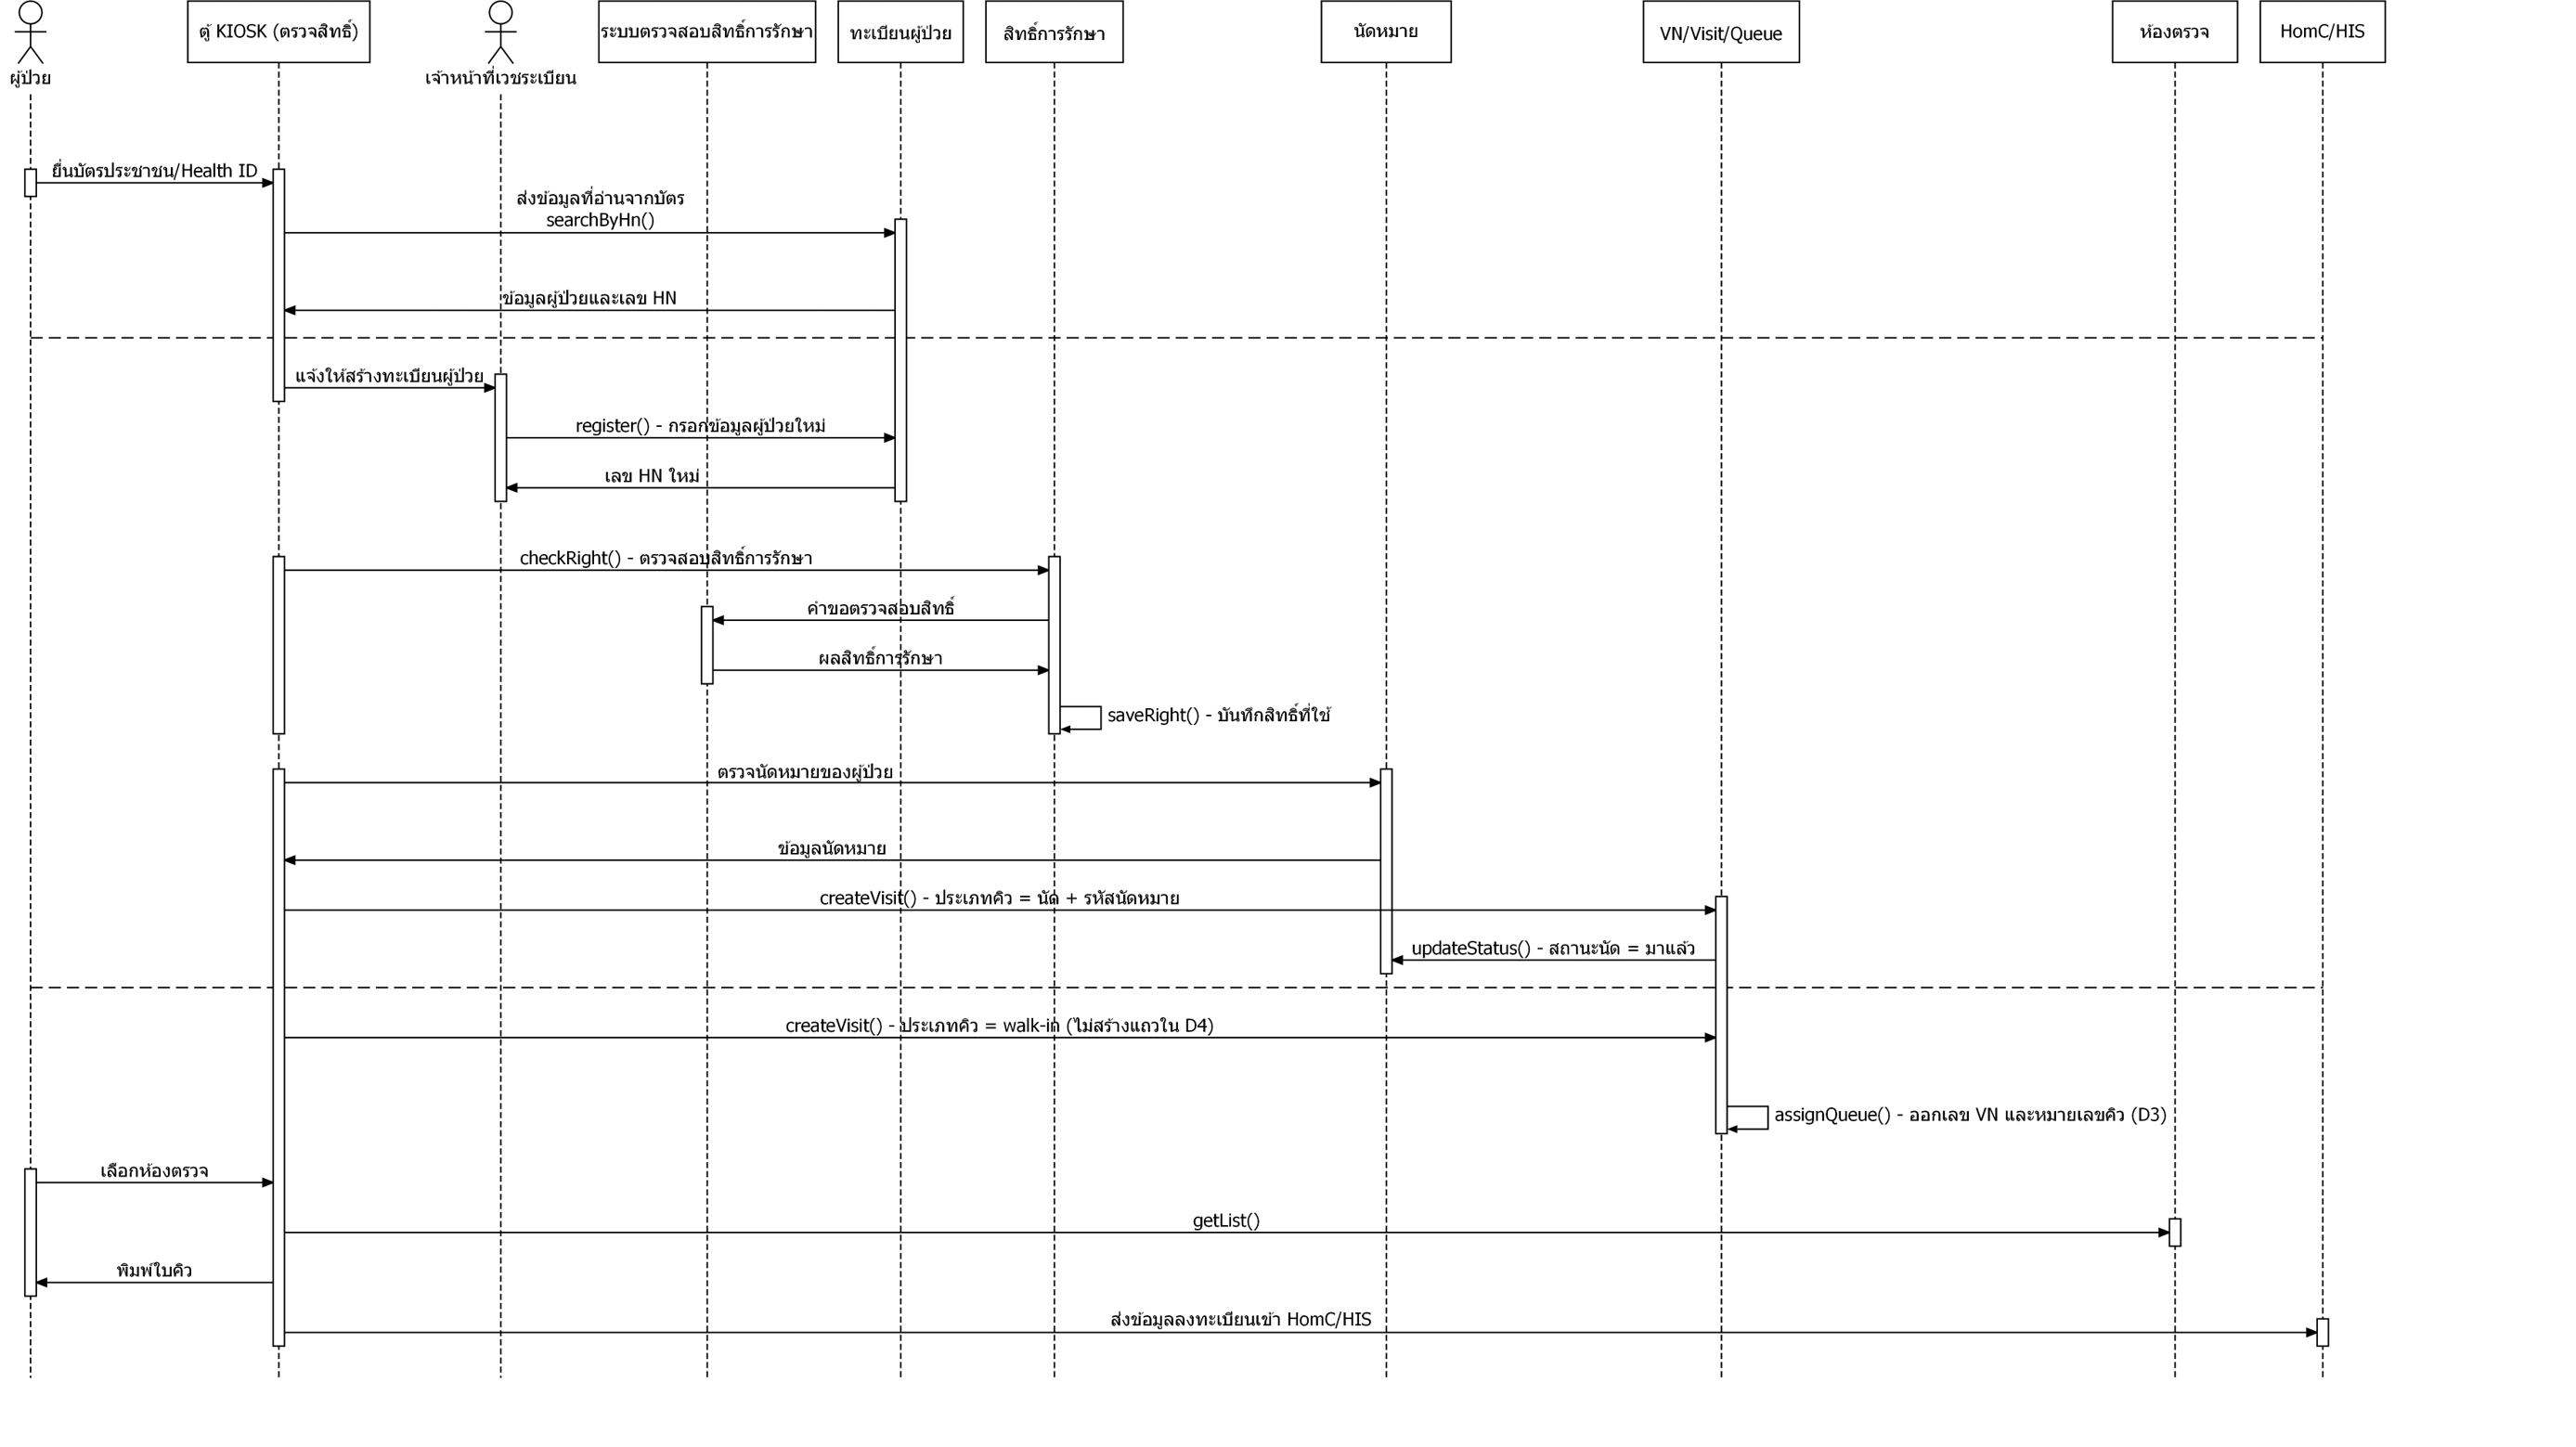 ผู้ป่วย
ตู้ KIOSK (ตรวจสิทธิ์)
เจ้าหน้าที่เวชระเบียน
ระบบตรวจสอบสิทธิ์การรักษา
ทะเบียนผู้ป่วย
สิทธิ์การรักษา
นัดหมาย
VN/Visit/Queue
ห้องตรวจ
HomC/HIS
ยื่นบัตรประชาชน/Health ID
ส่งข้อมูลที่อ่านจากบัตร
searchByHn()
ข้อมูลผู้ป่วยและเลข HN
แจ้งให้สร้างทะเบียนผู้ป่วย
register() - กรอกข้อมูลผู้ป่วยใหม่
เลข HN ใหม่
checkRight() - ตรวจสอบสิทธิ์การรักษา
คำขอตรวจสอบสิทธิ์
ผลสิทธิ์การรักษา
saveRight() - บันทึกสิทธิ์ที่ใช้
ตรวจนัดหมายของผู้ป่วย
ข้อมูลนัดหมาย
createVisit() - ประเภทคิว = นัด + รหัสนัดหมาย
updateStatus() - สถานะนัด = มาแล้ว
createVisit() - ประเภทคิว = walk-in (ไม่สร้างแถวใน D4)
assignQueue() - ออกเลข VN และหมายเลขคิว (D3)
เลือกห้องตรวจ
getList()
พิมพ์ใบคิว
ส่งข้อมูลลงทะเบียนเข้า HomC/HIS